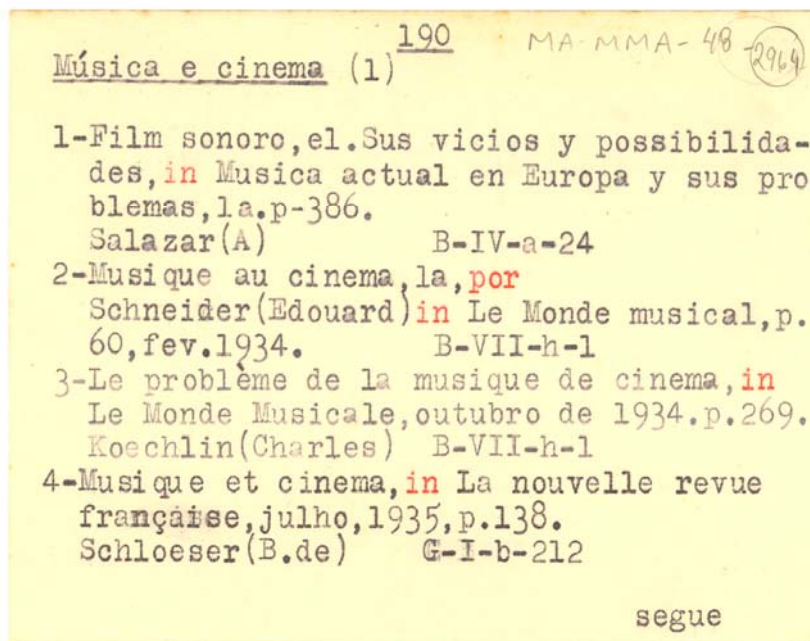 190 MA-MMA-48-2964
Música e cinema (1)
1-Film sonoro,el.Sus vicios y possibilida-
des,in Musica actual en Europa y sus pro
blemas,la.p-386.
Salazar(A) B-IV-a-24
2-Musique au cinema,la,por
Schneider(Edouard)in Le Monde musical,p.
60,fev.1934. B-VII-h-1
3-Le problème de la musique de cinema,in
Le Monde Musicale,outubro de 1934.p.269.
Koechlin(Charles) B-VII-h-1
4-Musique et cinema,in La nouvelle revue
française,julho,1935,p.138.
Schloeser(B.de) G-I-b-212
segue